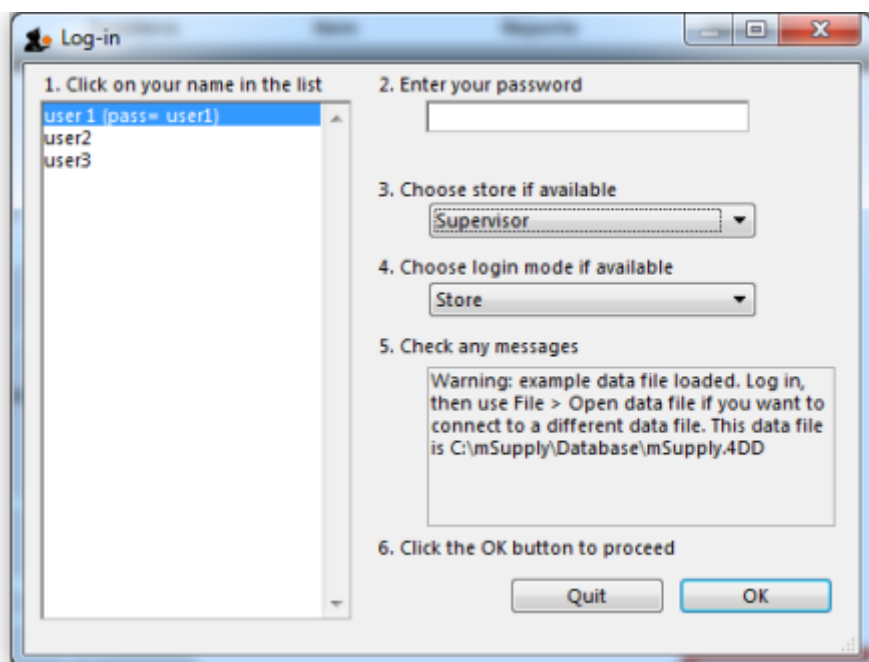 Log-in
1. Click on your name in the list
user 1 (pass= user1)
user2
user3
2. Enter your password
3. Choose store if available
Supervisor
4. Choose login mode if available
Store
5. Check any messages
Warning: example data file loaded. Log in,
then use File > Open data file if you want to
connect to a different data file. This data file
is C:\mSupply\Database\mSupply.4DD
6. Click the OK button to proceed
Quit
OK